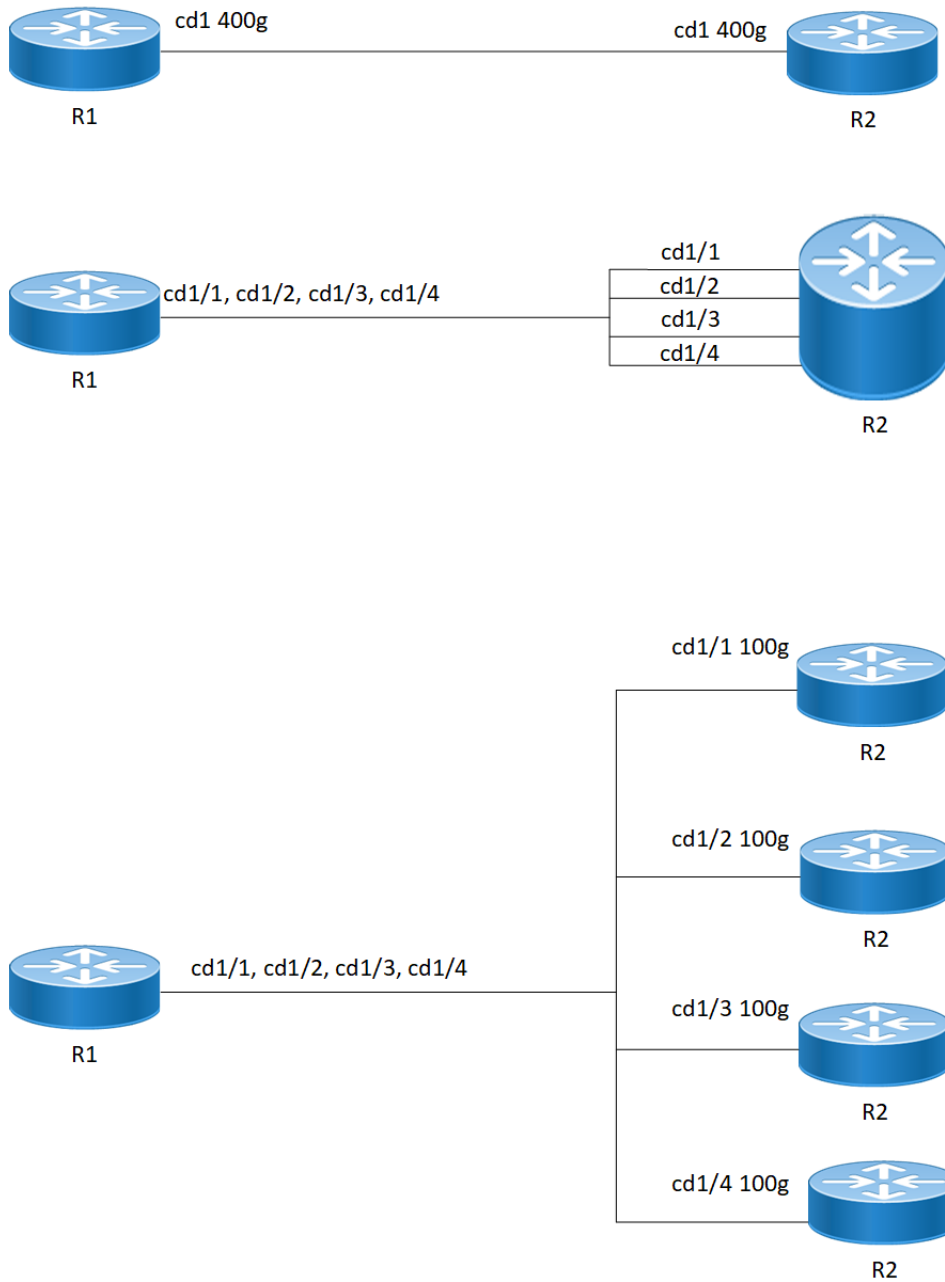 cd1 400g
cd1 400g
R1
R2
cd1/1
cd1/2
cd1/1, cd1/2, cd1/3, cd1/4
cd1/3
cd1/4
R1
R2
cd1/1 100g
R2
cd1/2 100g
R2
cd1/1, cd1/2, cd1/3, cd1/4
cd1/3 100g
R1
R2
cd1/4 100g
R2